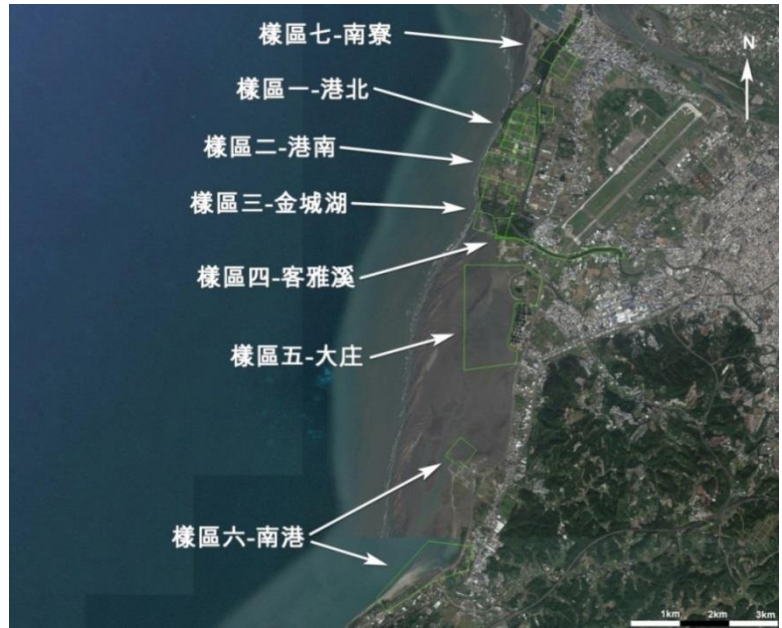 樣區七-南寮
N
樣區一-港北
樣區二-港南
樣區三-金城湖
樣區四-客雅溪
樣區五-大庄
樣區六-南港
1km 2km 3km